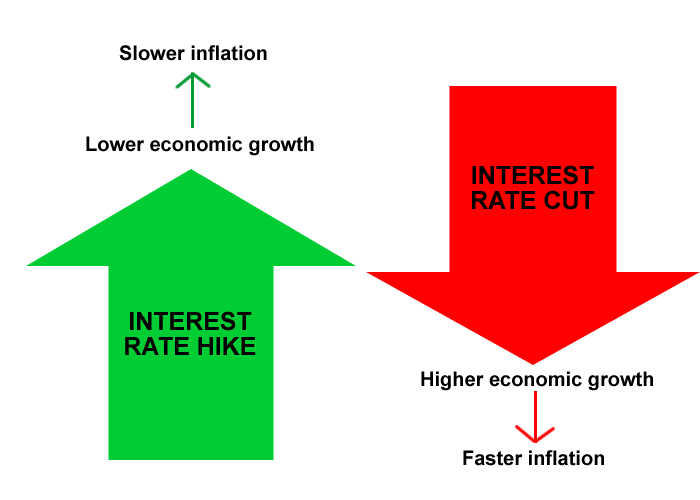 Slower inflation
Lower economic growth
INTEREST
RATE HIKE
INTEREST
RATE CUT
Higher economic growth
Faster inflation